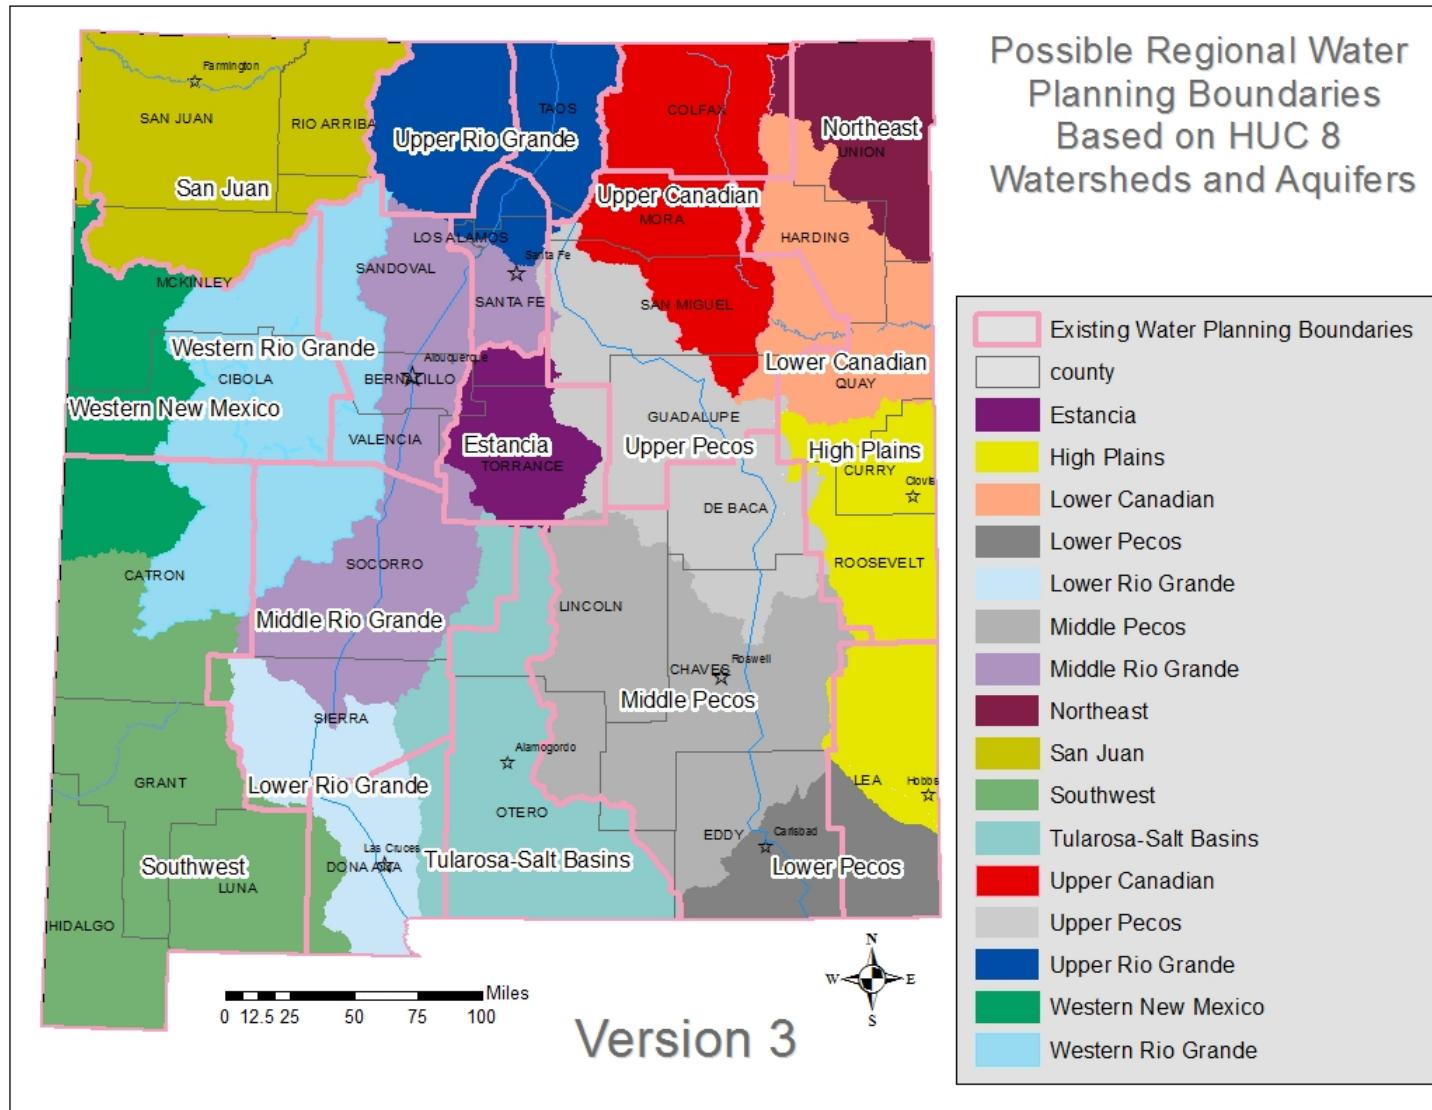 Possible Regional Water
Planning Boundaries
Based on HUC 8
Watersheds and Aquifers
Farmington
SAN JUAN
RIO ARRIBA
TAOS
COLFAX
Upper Rio Grande
Northeast
UNION
San Juan
Upper Canadian
MORA
LOS ALAMOS
HARDING
Santa Fe
SANDOVAL
MCKINLEY
SANTA FE
SAN MIGUEL
Western Rio Grande
Albuquerque
Lower Canadian
CIBOLA
BERNALILLO
QUAY
Western New Mexico
GUADALUPE
VALENCIA
Estancia
Upper Pecos
High Plains
TORRANCE
CURRY
Clovis
DE BACA
SOCORRO
ROOSEVELT
CATRON
LINCOLN
Middle Rio Grande
Roswell
CHAVES
Middle Pecos
SIERRA
Alamogordo
GRANT
Lower Rio Grande
LEA
Hobbs
OTERO
EDDY
Carlsbad
Las Cruces
Southwest
DONA ANA
Tularosa-Salt Basins
Lower Pecos
LUNA
HIDALGO
Existing Water Planning Boundaries
county
Estancia
High Plains
Lower Canadian
Lower Pecos
Lower Rio Grande
Middle Pecos
Middle Rio Grande
Northeast
San Juan
Southwest
Tularosa-Salt Basins
Upper Canadian
Upper Pecos
Upper Rio Grande
Western New Mexico
Western Rio Grande
N
W E
S
Miles
0 12.5 25 50 75 100
Version 3